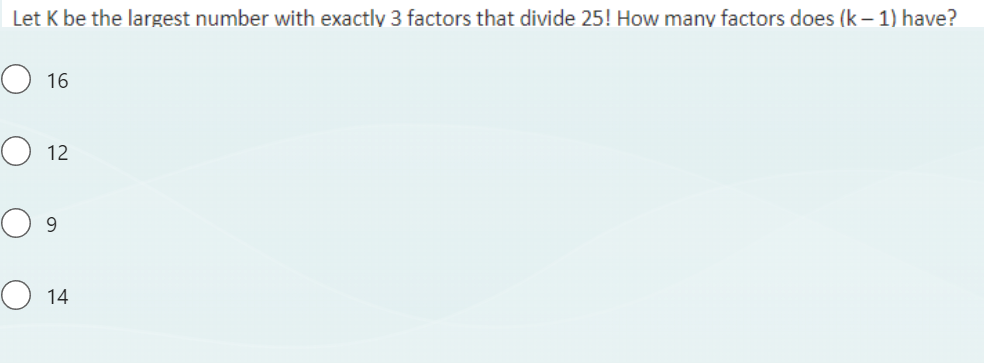 Let K be the largest number with exactly 3 factors that divide 25! How many factors does (k – 1) have?
16
12
9
14